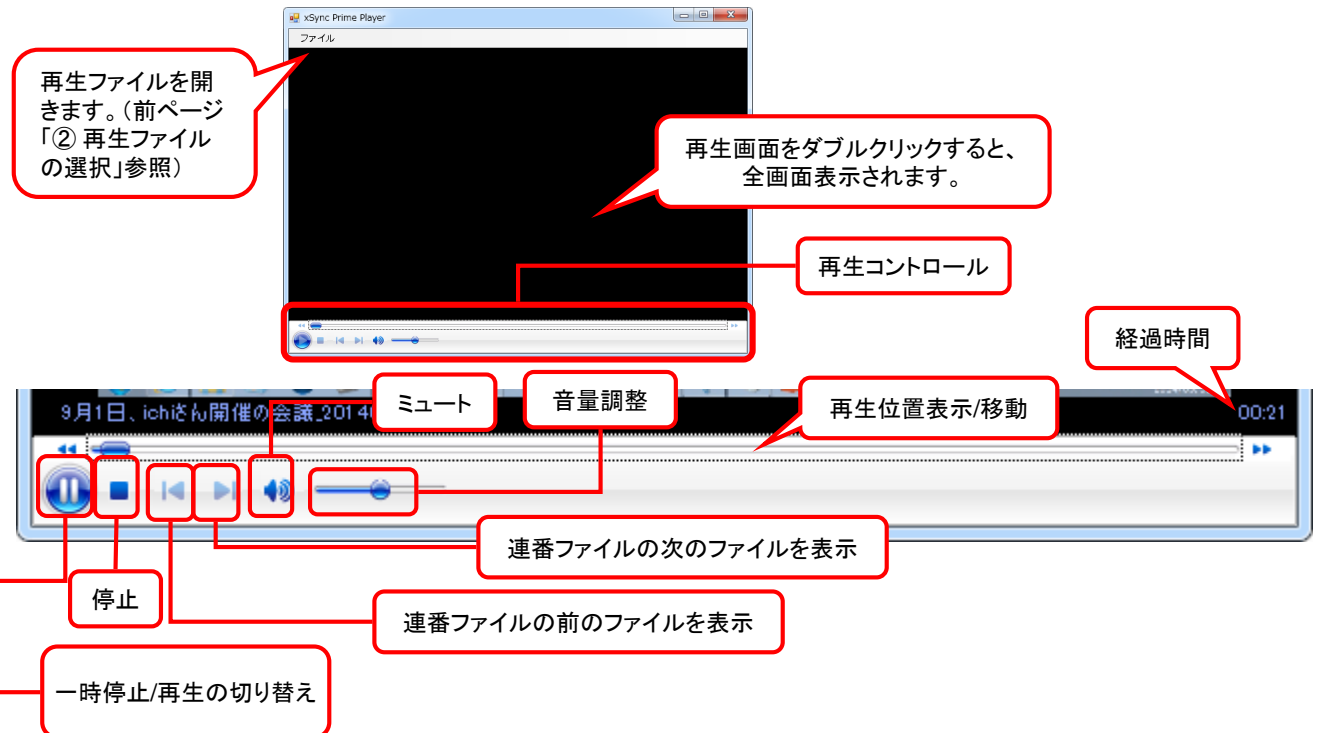 xSync Prime Player
ファイル
再生ファイルを開
きます。（前ページ
「② 再生ファイル
の選択」参照）
再生画面をダブルクリックすると、
全画面表示されます。
再生コントロール
経過時間
ミュート
音量調整
再生位置表示/移動
9月1日、ichiさん開催の会議_2014
00:21
連番ファイルの次のファイルを表示
停止
連番ファイルの前のファイルを表示
一時停止/再生の切り替え